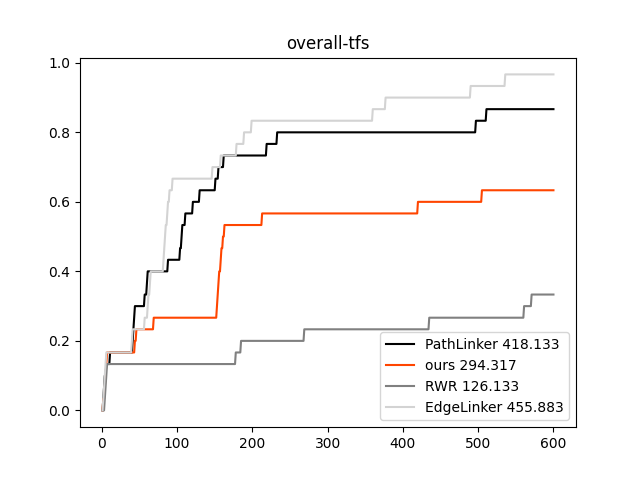 overall-tfs
1.0
0.8
0.6
0.4
0.2
0.0
PathLinker 418.133
ours 294.317
RWR 126.133
EdgeLinker 455.883
0 100 200 300 400 500 600